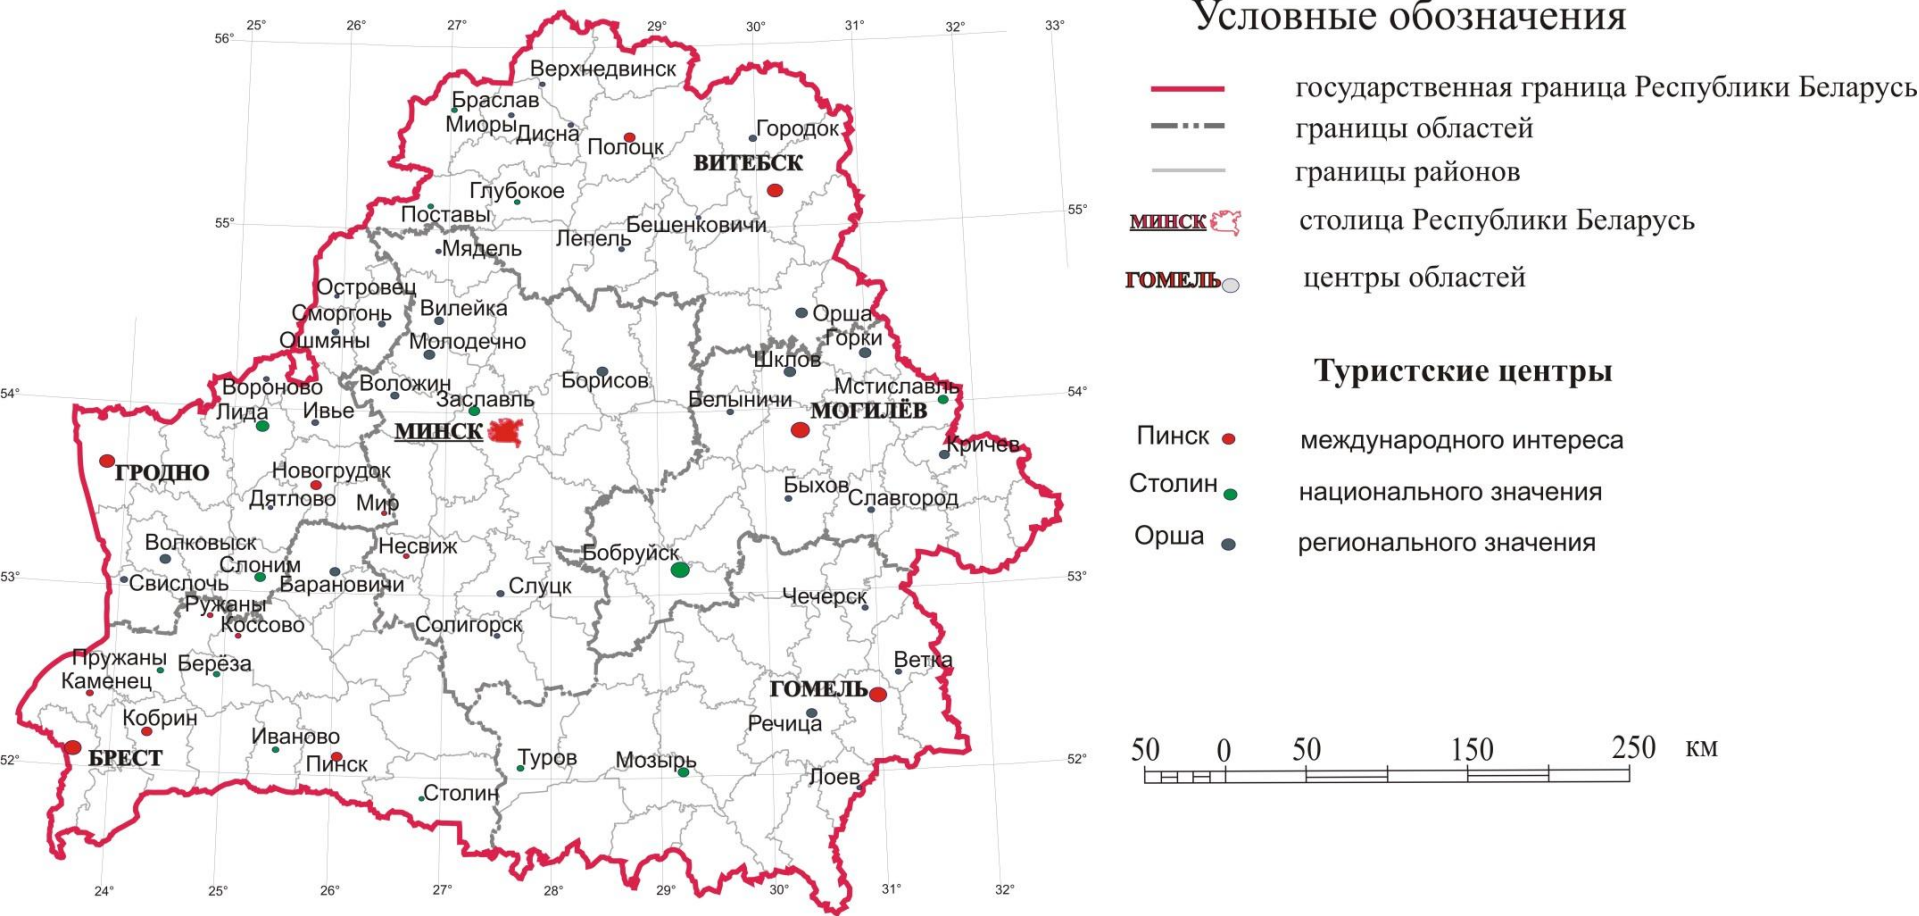 25° 26° 27° 28° 29° 30° 31° 32° 33°
56°
Верхнедвинск
Браслав
Миоры
Дисна
Полоцк
Городок
ВИТЕБСК
Глубокое
Поставы
55°
55°
Бешенковичи
Лепель
Мядель
Островец
Сморгонь
Ошмяны
Вилейка
Молодечно
Орша
Горки
Шклов
Вороново
Воложин
Заславль
Борисов
Белыничи
Мстиславль
54°
54°
Лида
Ивье
МИНСК
МОГИЛЁВ
Кричев
ГРОДНО
Новогрудок
Дятлово
Мир
Быхов
Славгород
Волковыск
Несвиж
Бобруйск
Слоним
53°
53°
Свислочь
Барановичи
Слуцк
Чечерск
Ружаны
Коссово
Солигорск
Пружаны
Берёза
Каменец
Ветка
ГОМЕЛЬ
Кобрин
Речица
Иваново
БРЕСТ
Пинск
Туров
Мозырь
52°
52°
Столин
Лоев
24° 25° 26° 27° 28° 29° 30° 31° 32°
Условные обозначения
государственная граница Республики Беларусь
границы областей
границы районов
МИНСК столица Республики Беларусь
ГОМЕЛЬ центры областей
Туристские центры
Пинск международного интереса
Столин национального значения
Орша регионального значения
50 0 50 150 250 км